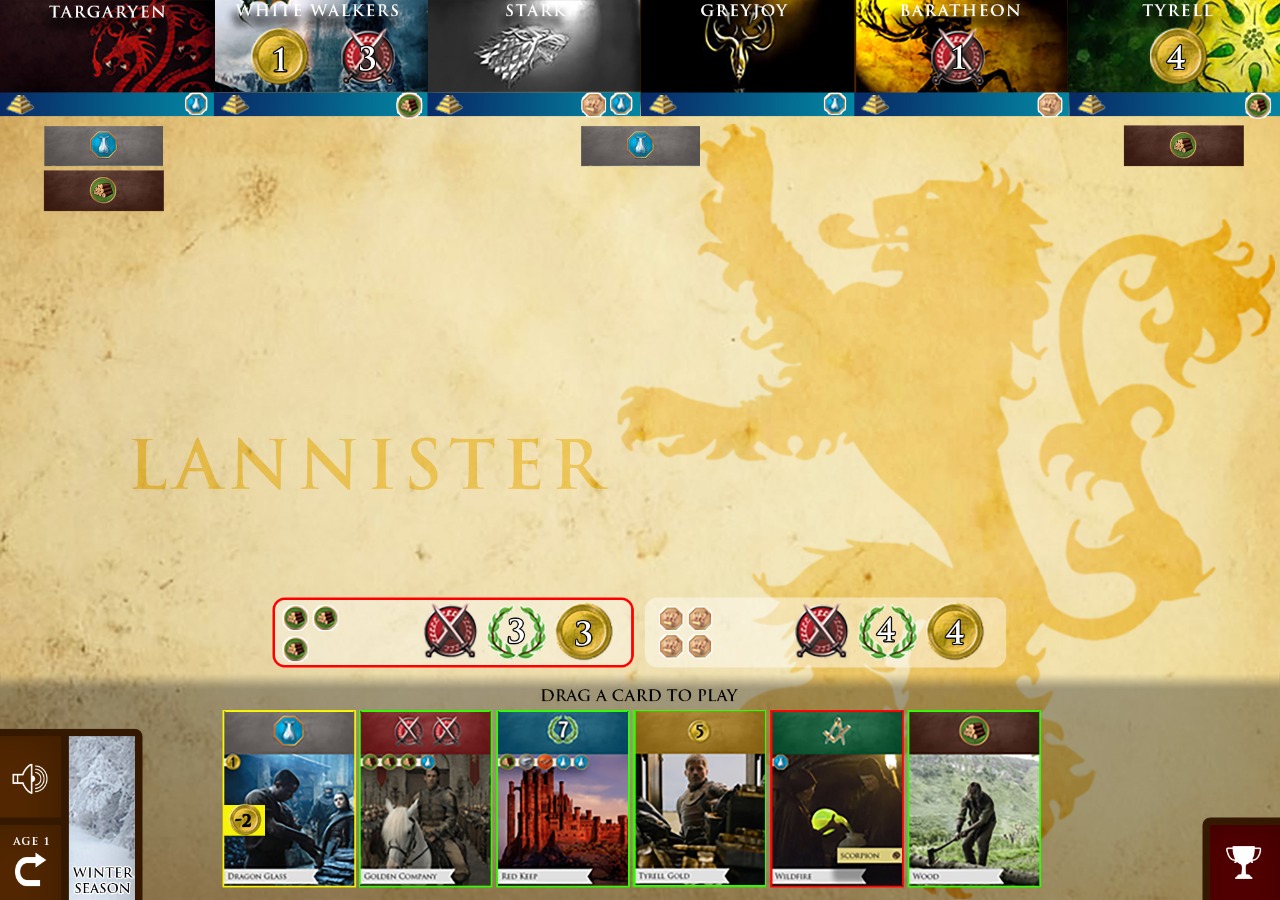 TARGARYEN
WHITE WALKERS
STARK
GREYJOY
BARATHEON
TYRELL
1
3
1
4
LANNISTER
3
3
4
4
DRAG A CARD TO PLAY
7
5
1
-2
SCORPION
DRAGON GLASS
GOLDEN COMPANY
RED KEEP
TYRELL GOLD
WILDFIRE
WOOD
AGE 1
WINTER
SEASON